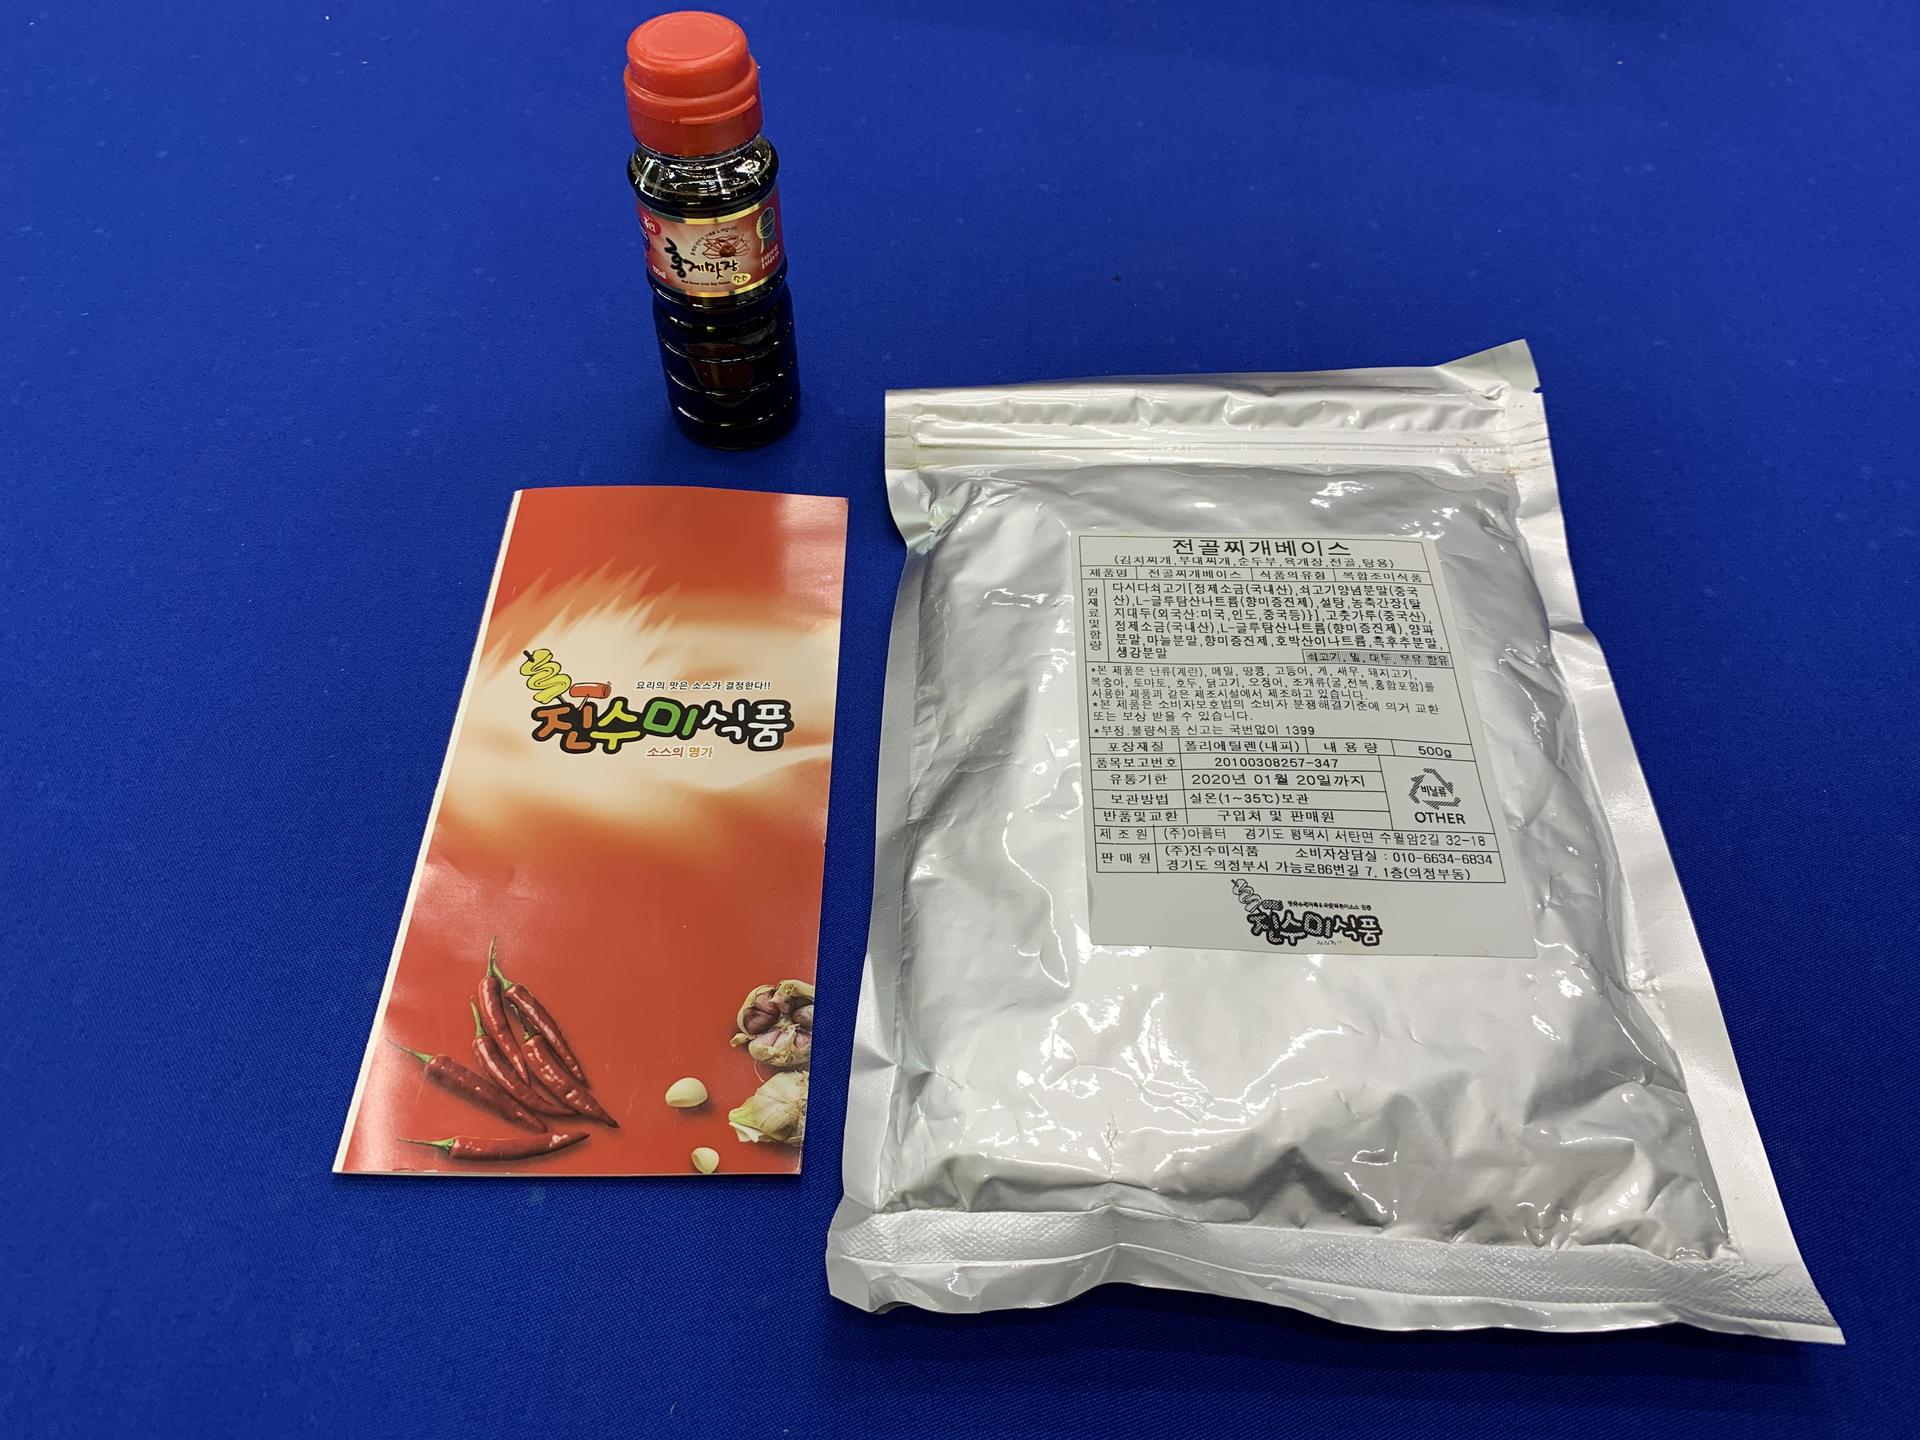 홍게맛장
소스
Red Snow Crab Soy Sauce
100ml
요리의 맛은 소스가 결정한다!!
진수미식품
소스의 명가
전골찌개베이스
(김치찌개,부대찌개,순두부,육개장,전골,탕용)
제품명 전골찌개베이스 식품의유형 복합조미식품
원재료및함량
다시다쇠고기[정제소금(국내산),쇠고기양념분말(중국
산),L-글루탐산나트륨(향미증진제),설탕,농축간장{탈
지대두(외국산:미국,인도,중국등)}],고춧가루(중국산),
정제소금(국내산),L-글루탐산나트륨(향미증진제),양파
분말,마늘분말,향미증진제,호박산이나트륨,흑후추분말,
생강분말
쇠고기, 밀, 대두, 우유 함유
*본 제품은 난류(계란), 메밀, 땅콩, 고등어, 게, 새우, 돼지고기,
복숭아, 토마토, 호두, 닭고기, 오징어, 조개류(굴,전복,홍합포함)를
사용한 제품과 같은 제조시설에서 제조하고 있습니다.
*본 제품은 소비자보호법의 소비자 분쟁해결기준에 의거 교환
또는 보상 받을 수 있습니다.
*부정.불량식품 신고는 국번없이 1399
포장재질 폴리에틸렌(내피) 내 용 량 500g
품목보고번호 20100308257-347
유통기한 2020년 01월 20일까지
보관방법 실온(1~35℃)보관
반품및교환 구입처 및 판매원
비닐류
OTHER
제 조 원 (주)아름터 경기도 평택시 서탄면 수월암2길 32-18
판 매 원 (주)진수미식품 소비자상담실 : 010-6634-6834
경기도 의정부시 가능로86번길 7, 1층(의정부동)
진수미식품